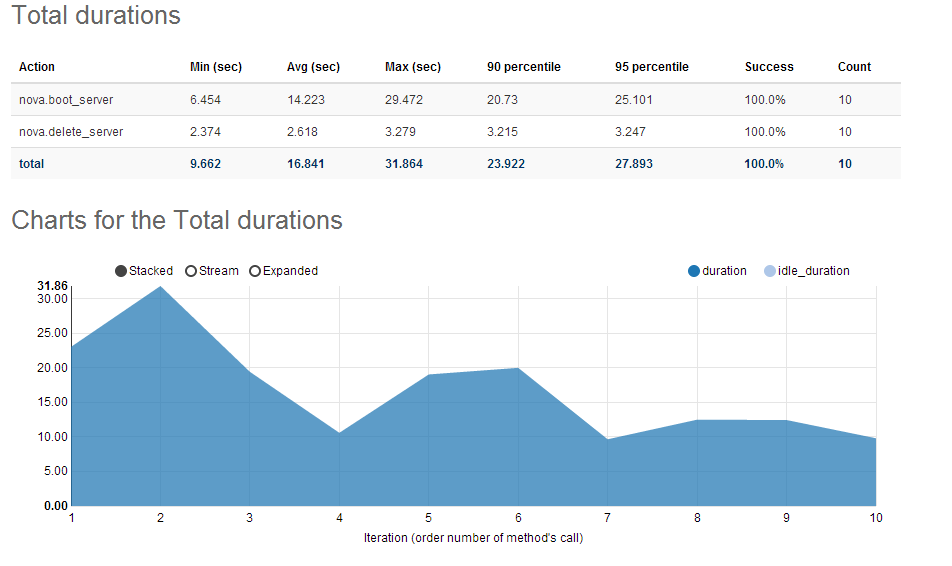 Total durations
Action Min (sec) Avg (sec) Max (sec) 90 percentile 95 percentile Success Count
nova.boot_server 6.454 14.223 29.472 20.73 25.101 100.0% 10
nova.delete_server 2.374 2.618 3.279 3.215 3.247 100.0% 10
total 9.662 16.841 31.864 23.922 27.893 100.0% 10
Charts for the Total durations
Stacked Stream Expanded duration idle_duration
31.86
30.00
25.00
20.00
15.00
10.00
5.00
0.00
1 2 3 4 5 6 7 8 9 10
Iteration (order number of method's call)